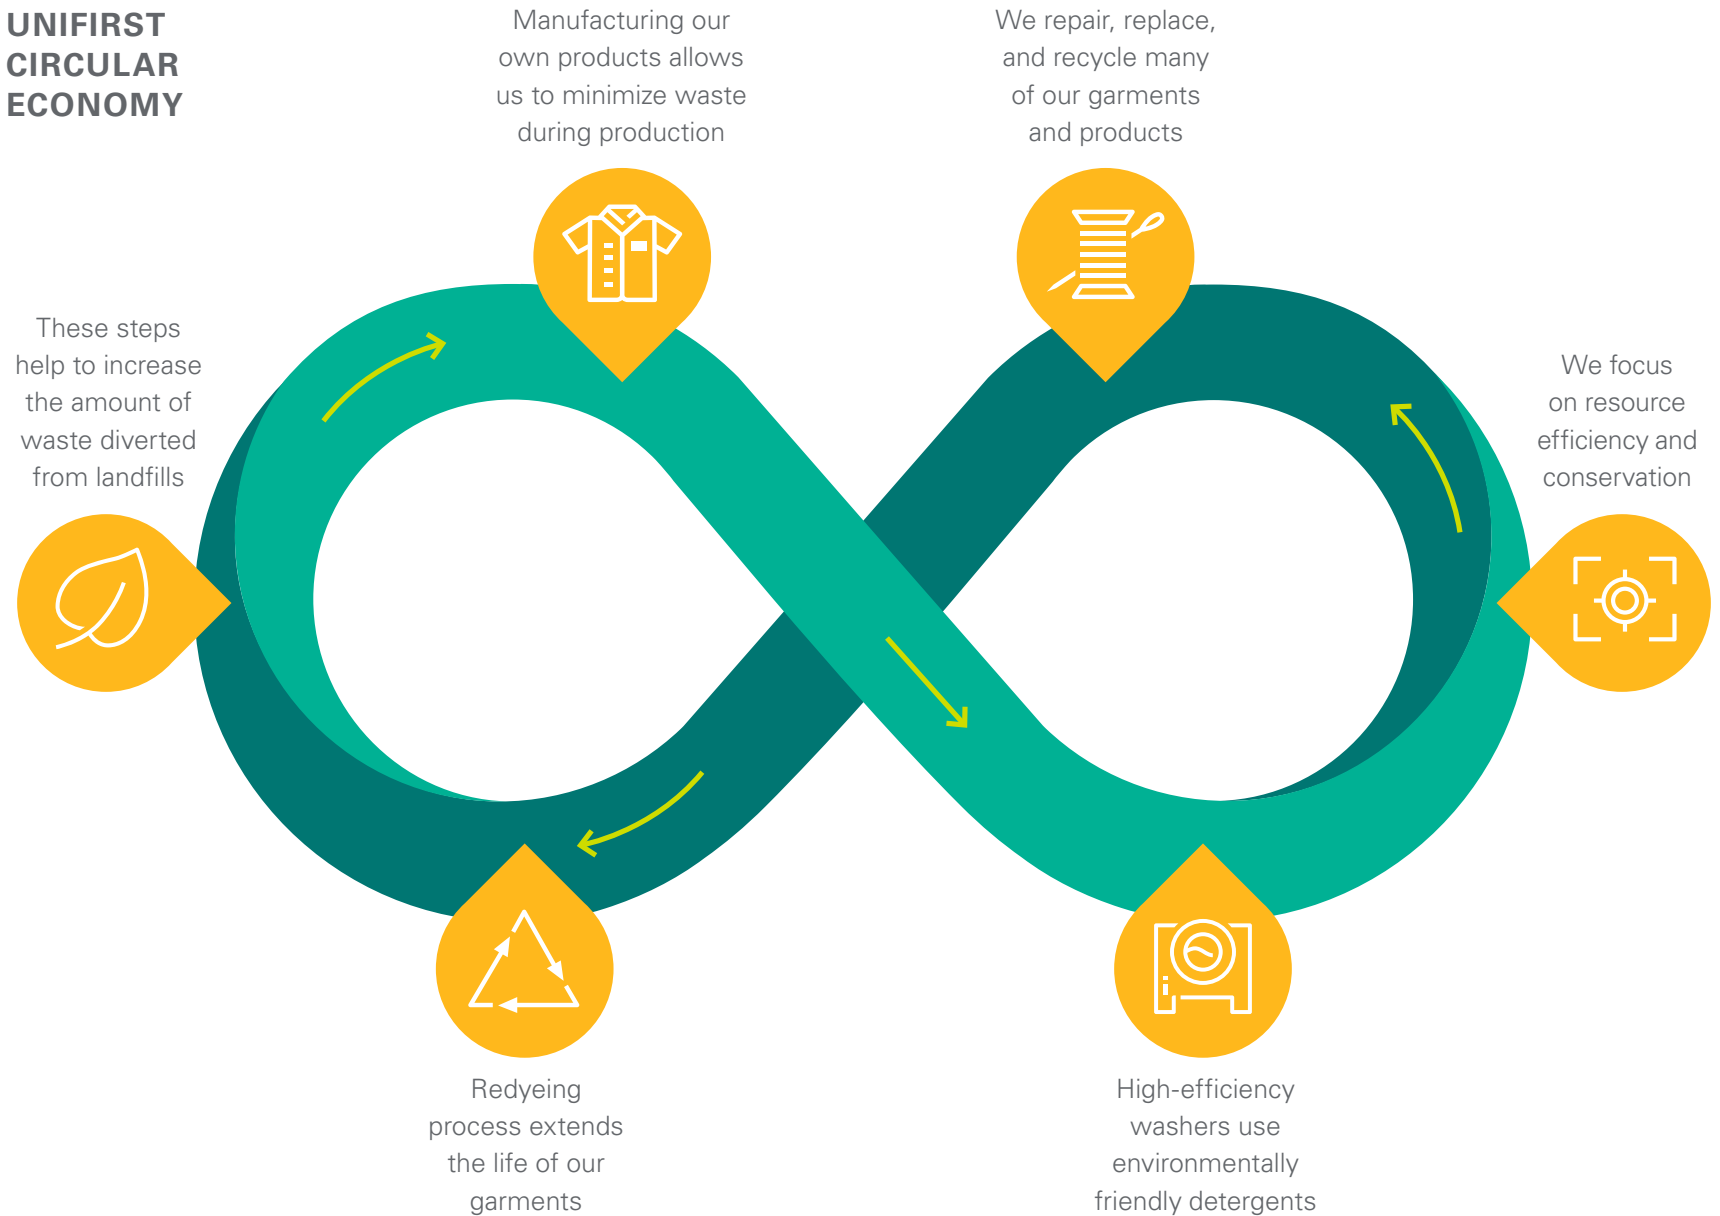 UNIFIRST
CIRCULAR
ECONOMY
Manufacturing our
own products allows
us to minimize waste
during production
We repair, replace,
and recycle many
of our garments
and products
These steps
help to increase
the amount of
waste diverted
from landfills
We focus
on resource
efficiency and
conservation
Redyeing
process extends
the life of our
garments
High-efficiency
washers use
environmentally
friendly detergents